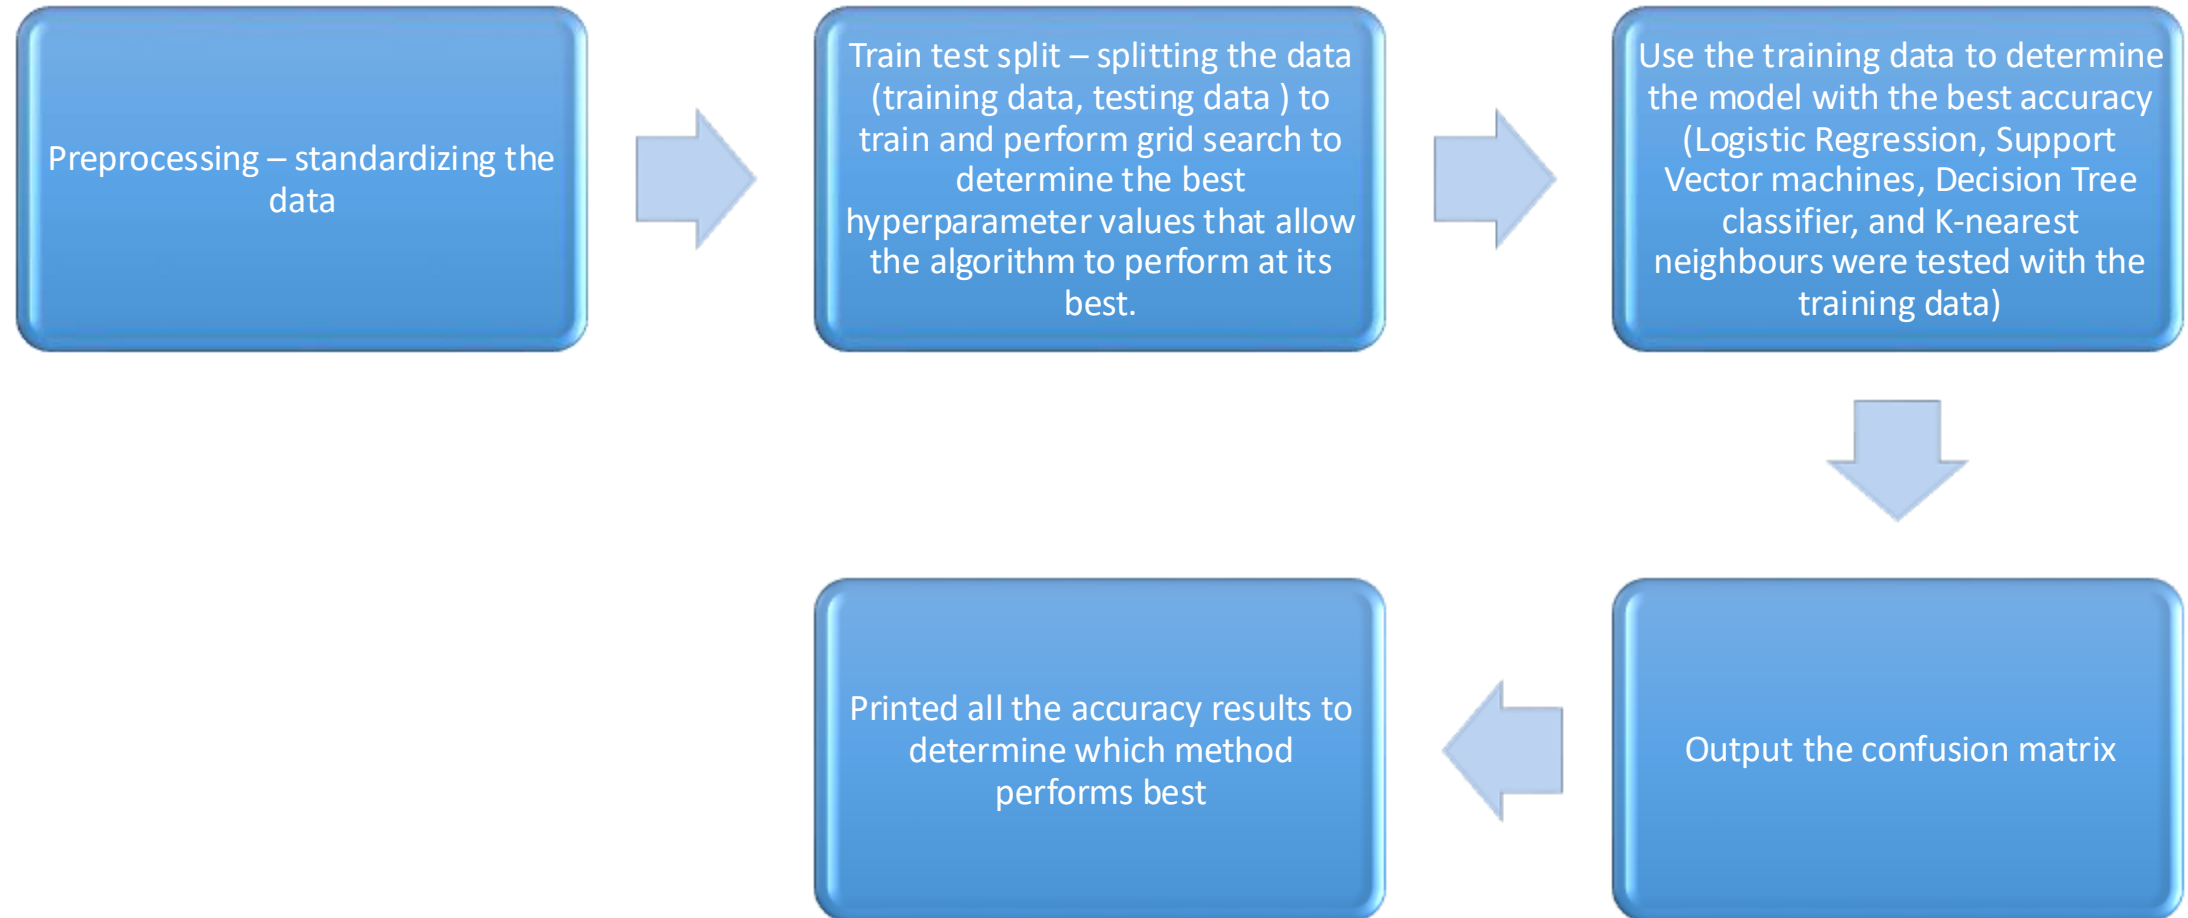 Preprocessing – standardizing the
data
Train test split – splitting the data
(training data, testing data ) to
train and perform grid search to
determine the best
hyperparameter values that allow
the algorithm to perform at its
best.
Use the training data to determine
the model with the best accuracy
(Logistic Regression, Support
Vector machines, Decision Tree
classifier, and K-nearest
neighbours were tested with the
training data)
Output the confusion matrix
Printed all the accuracy results to
determine which method
performs best